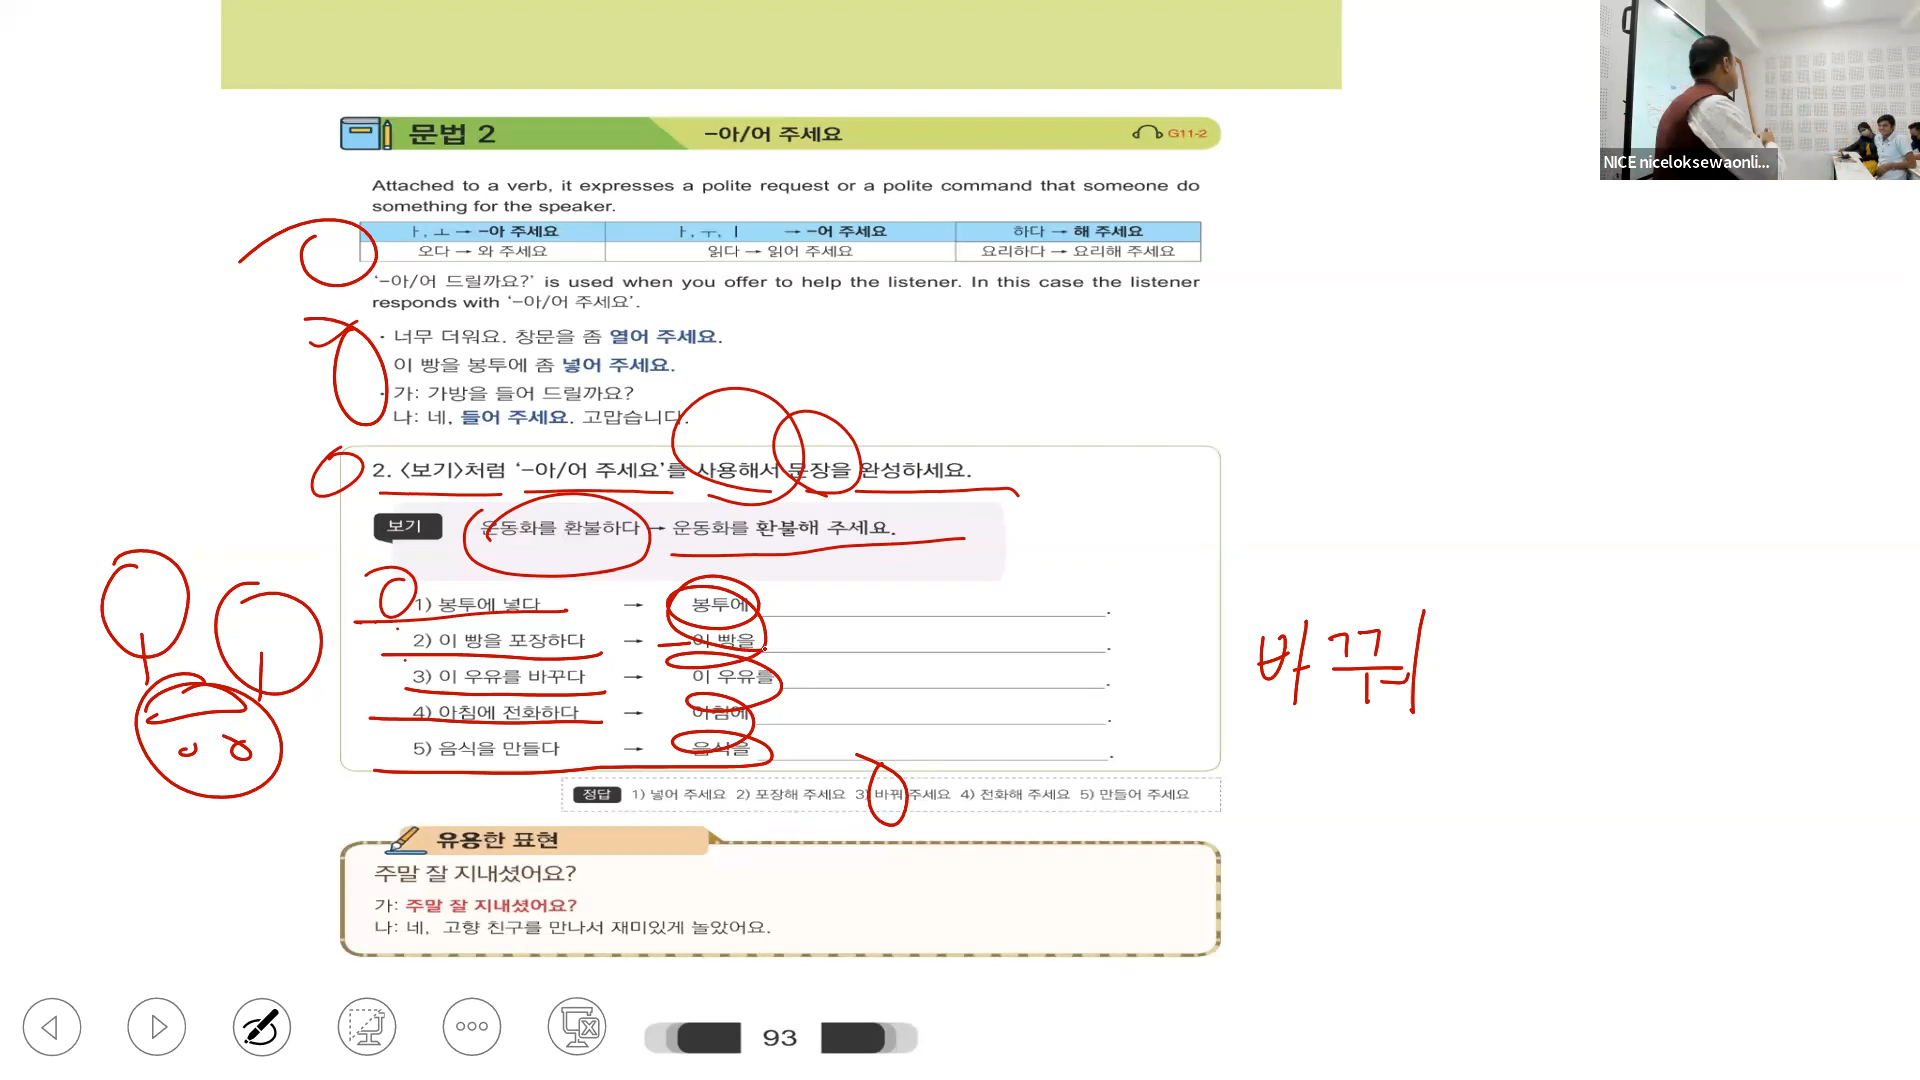 문법 2
-아/어 주세요
G11-2
Attached to a verb, it expresses a polite request or a polite command that someone do
something for the speaker.
ㅏ, ㅗ → -아 주세요
ㅏ, ㅜ, ㅣ → -어 주세요
하다 → 해 주세요
오다 → 와 주세요
읽다 → 읽어 주세요
요리하다 → 요리해 주세요
'-아/어 드릴까요?' is used when you offer to help the listener. In this case the listener
responds with '-아/어 주세요'.
· 너무 더워요. 창문을 좀 열어 주세요.
이 빵을 봉투에 좀 넣어 주세요.
· 가: 가방을 들어 드릴까요?
나: 네, 들어 주세요. 고맙습니다.
2. <보기>처럼 '-아/어 주세요'를 사용해서 문장을 완성하세요.
보기
운동화를 환불하다 → 운동화를 환불해 주세요.
1) 봉투에 넣다 → 봉투에 .
2) 이 빵을 포장하다 → 이 빵을 .
3) 이 우유를 바꾸다 → 이 우유를 .
4) 아침에 전화하다 → 아침에 .
5) 음식을 만들다 → 음식을 .
바꿔
정답 1) 넣어 주세요 2) 포장해 주세요 3) 바꿔 주세요 4) 전화해 주세요 5) 만들어 주세요
유용한 표현
주말 잘 지내셨어요?
가: 주말 잘 지내셨어요?
나: 네, 고향 친구를 만나서 재미있게 놀았어요.
93
NICE niceloksewaonli...